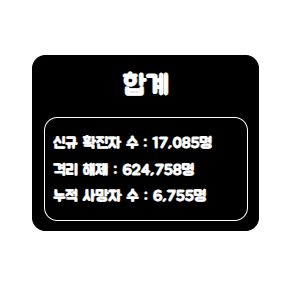 합계
신규 확진자 수 : 17,085명
격리 해제 : 624,758명
누적 사망자 수 : 6,755명